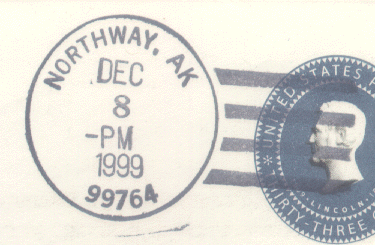 NORTHWAY, AK
DEC
8
-PM
1999
99764
UNITED STATES
LINCOLN
THIRTY-THREE